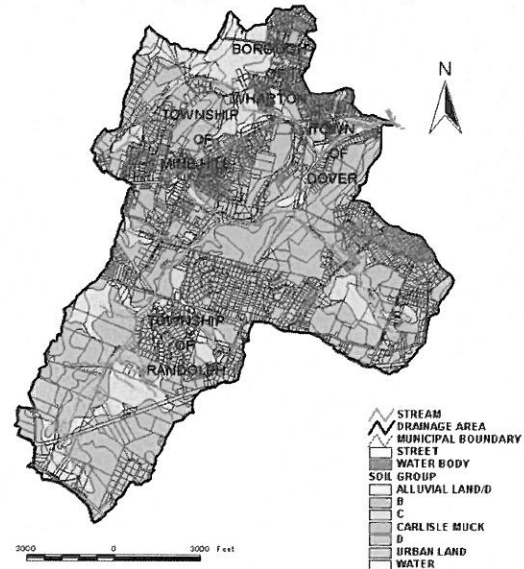 BOROUGH
OF
WHARTON
TOWNSHIP
OF
MINE HILL
TOWN
OF
DOVER
N
TOWNSHIP
OF
RANDOLPH
STREAM
DRAINAGE AREA
MUNICIPAL BOUNDARY
STREET
WATER BODY
SOIL GROUP
ALLUVIAL LAND/D
B
C
CARLISLE MUCK
D
URBAN LAND
WATER
3000 0 3000 Feet